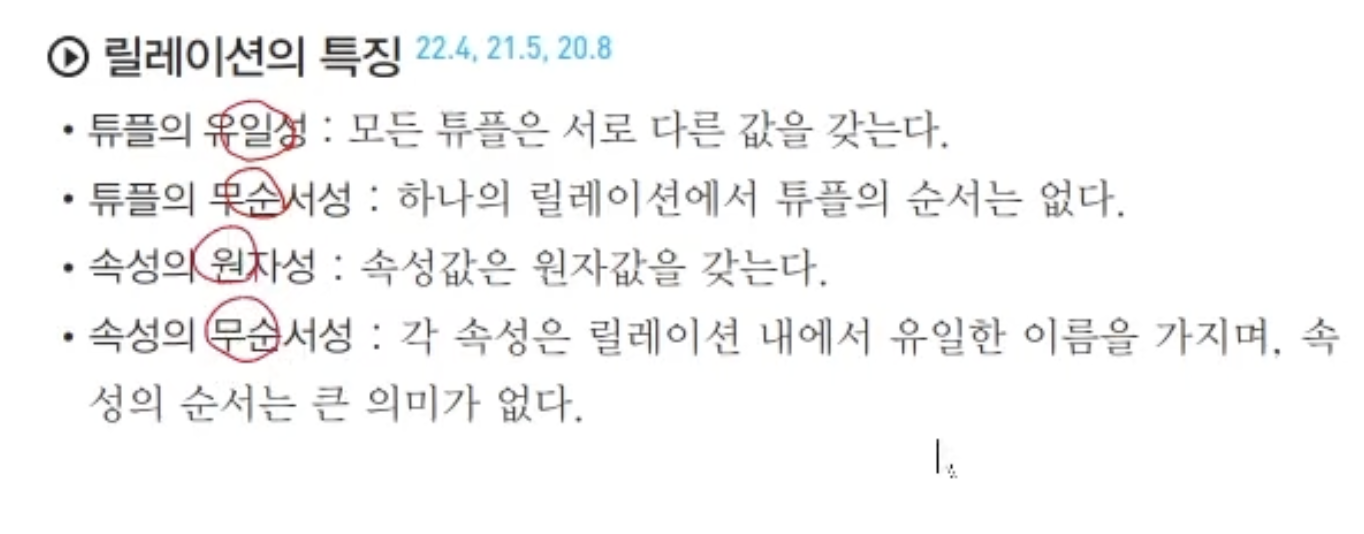 릴레이션의 특징 22.4, 21.5, 20.8
• 튜플의 유일성 : 모든 튜플은 서로 다른 값을 갖는다.
• 튜플의 무순서성 : 하나의 릴레이션에서 튜플의 순서는 없다.
• 속성의 원자성 : 속성값은 원자값을 갖는다.
• 속성의 무순서성 : 각 속성은 릴레이션 내에서 유일한 이름을 가지며, 속
성의 순서는 큰 의미가 없다.